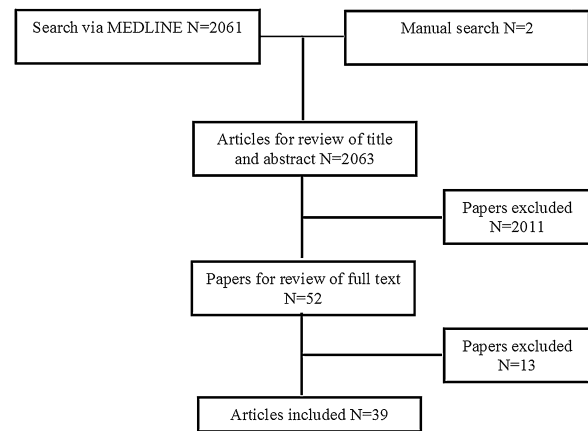 Search via MEDLINE N=2061
Manual search N=2
Articles for review of title
and abstract N=2063
Papers excluded
N=2011
Papers for review of full text
N=52
Papers excluded
N=13
Articles included N=39